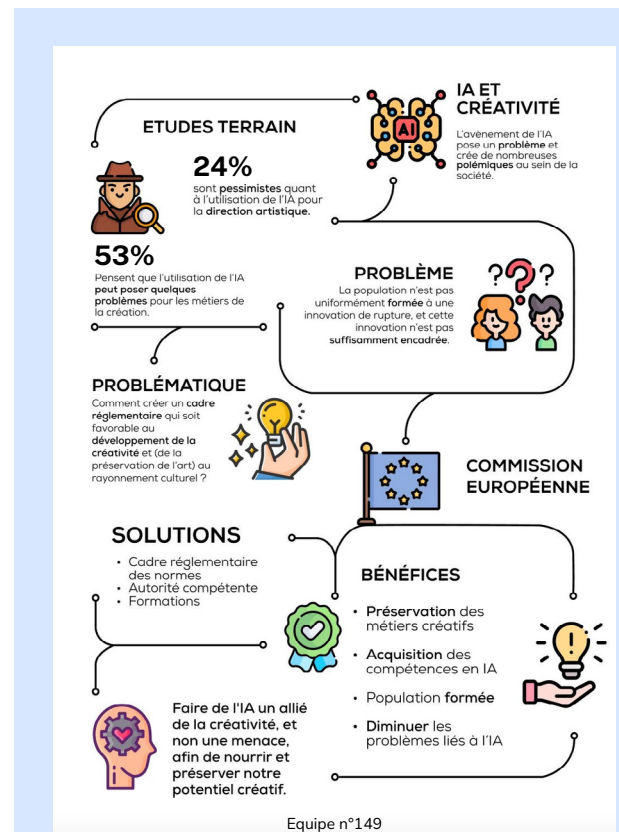 IA ET
CRÉATIVITÉ
L'avènement de l'IA
pose un problème et
crée de nombreuses
polémiques au sein de la
société.
AI
ETUDES TERRAIN
24%
sont pessimistes quant
à l'utilisation de l'IA pour
la direction artistique.
53%
Pensent que l'utilisation de l'IA
peut poser quelques
problèmes pour les métiers de
la création.
PROBLÈME
La population n'est pas
uniformément formée à une
innovation de rupture, et cette
innovation n'est pas
suffisamment encadrée.
???
PROBLÉMATIQUE
Comment créer un cadre
réglementaire qui soit
favorable au
développement de la
créativité et (de la
préservation de l'art) au
rayonnement culturel ?
COMMISSION
EUROPÉENNE
SOLUTIONS
• Cadre réglementaire
des normes
• Autorité compétente
• Formations
BÉNÉFICES
• Préservation des
métiers créatifs
• Acquisition des
compétences en IA
• Population formée
• Diminuer les
problèmes liés à l'IA
!
Faire de l'IA un allié
de la créativité, et
non une menace,
afin de nourrir et
préserver notre
potentiel créatif.
Equipe n°149